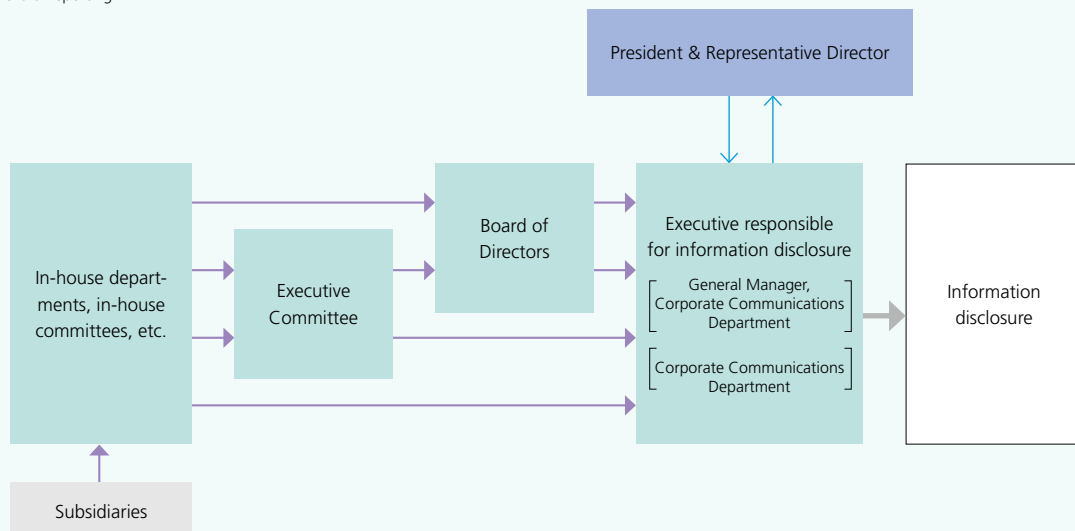 President & Representative Director
In-house depart-
ments, in-house
committees, etc.
Executive
Committee
Board of
Directors
Executive responsible
for information disclosure
General Manager,
Corporate Communications
Department
Corporate Communications
Department
Information
disclosure
Subsidiaries